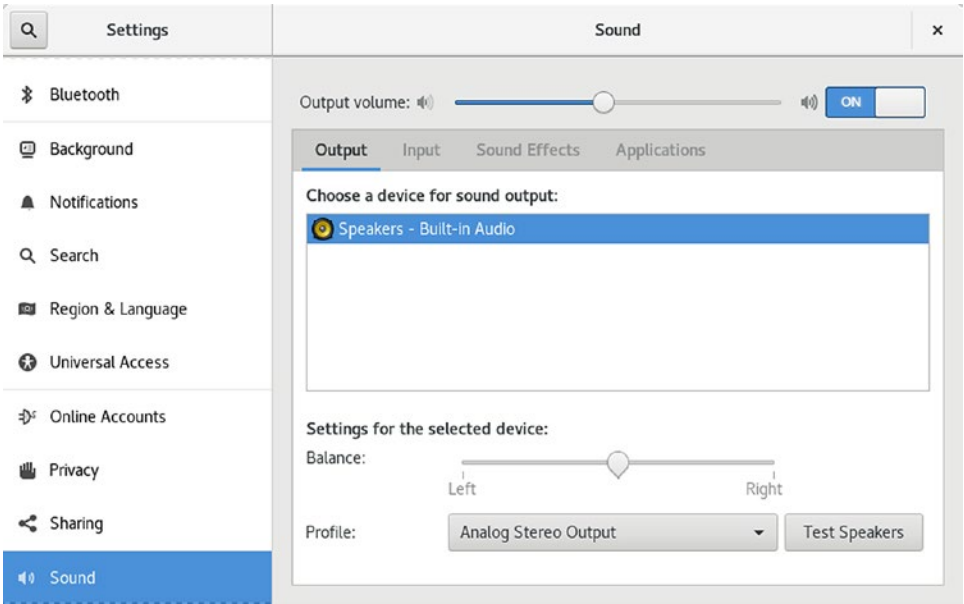 Settings
Sound
Bluetooth
Background
Notifications
Search
Region & Language
Universal Access
Online Accounts
Privacy
Sharing
Sound
Output volume:
ON
Output Input Sound Effects Applications
Choose a device for sound output:
Speakers - Built-in Audio
Settings for the selected device:
Balance:
Left Right
Profile: Analog Stereo Output Test Speakers